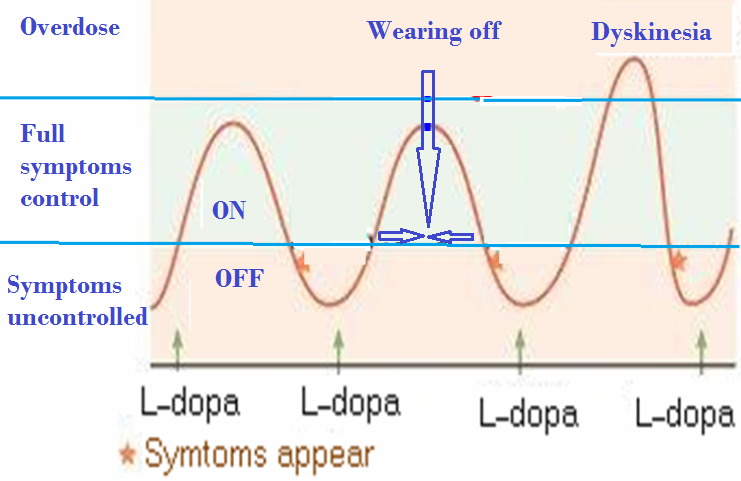 Overdose
Wearing off
Dyskinesia
Full
symptoms
control
ON
OFF
Symptoms
uncontrolled
L-dopa
L-dopa
L-dopa
L-dopa
Symtoms appear